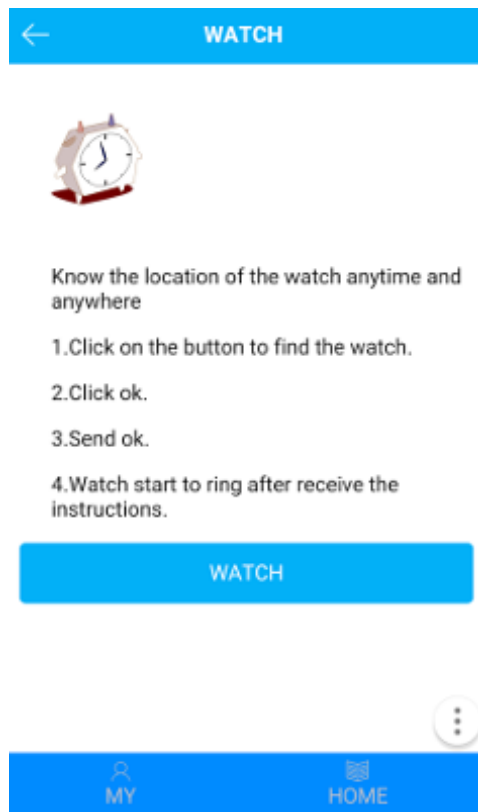 WATCH
Know the location of the watch anytime and
anywhere
1.Click on the button to find the watch.
2.Click ok.
3.Send ok.
4.Watch start to ring after receive the
instructions.
WATCH
MY
HOME